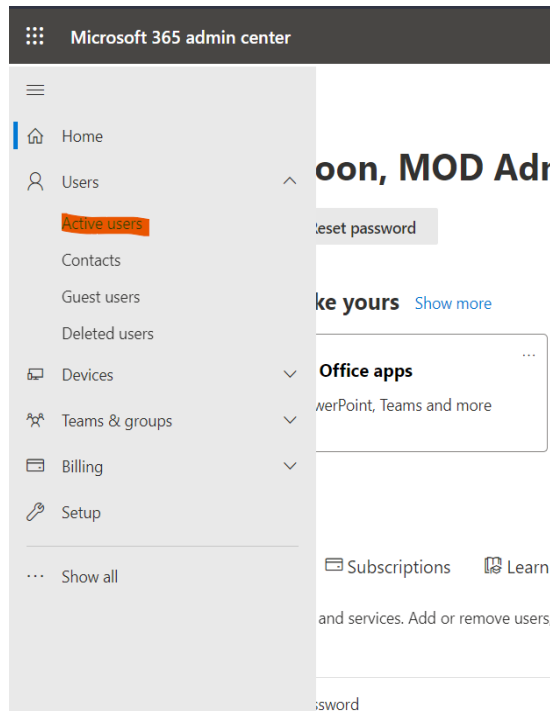 Microsoft 365 admin center
Home
Users
Active users
Contacts
Guest users
Deleted users
Devices
Teams & groups
Billing
Setup
Show all
oon, MOD Adr
Reset password
ke yours Show more
Office apps
werPoint, Teams and more
Subscriptions Learn
and services. Add or remove users,
ssword